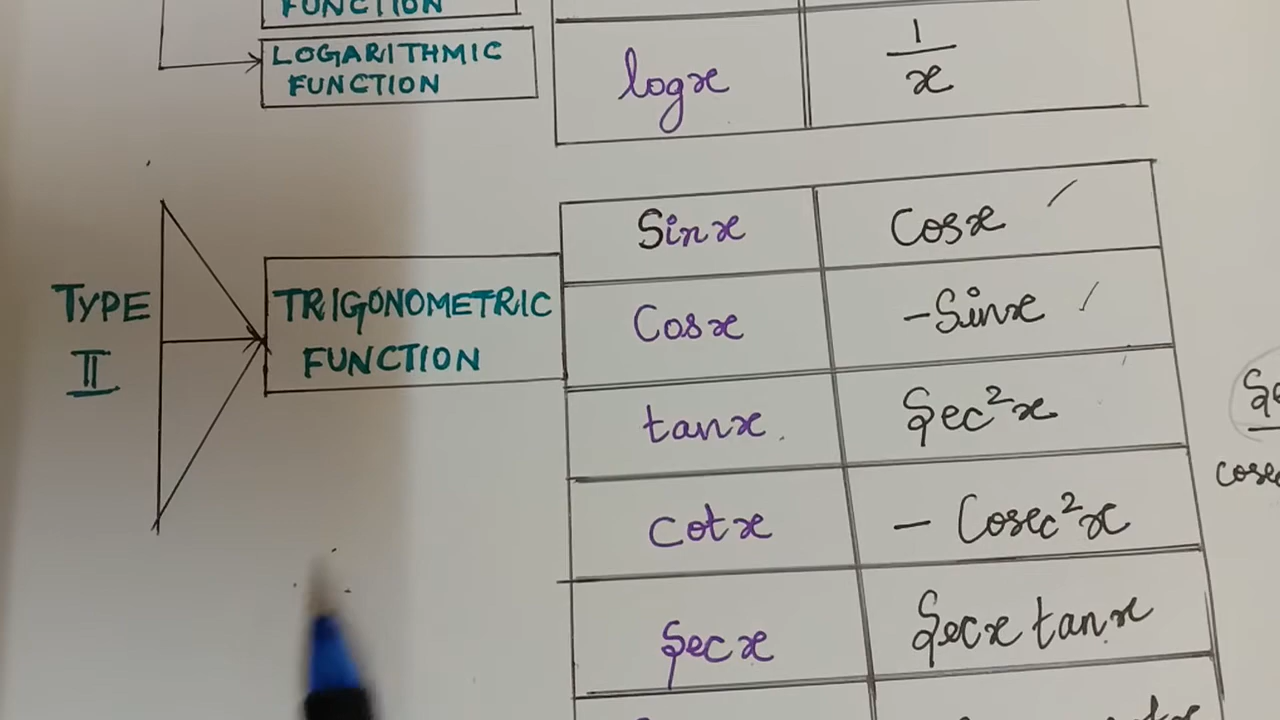 FUNCTION
LOGARITHMIC
FUNCTION
logx
1
x
TYPE
II
TRIGONOMETRIC
FUNCTION
Sinx Cosx
Cosx -Sinx
tanx Sec²x
cotx - Cosec²x
Secx Secx tanx